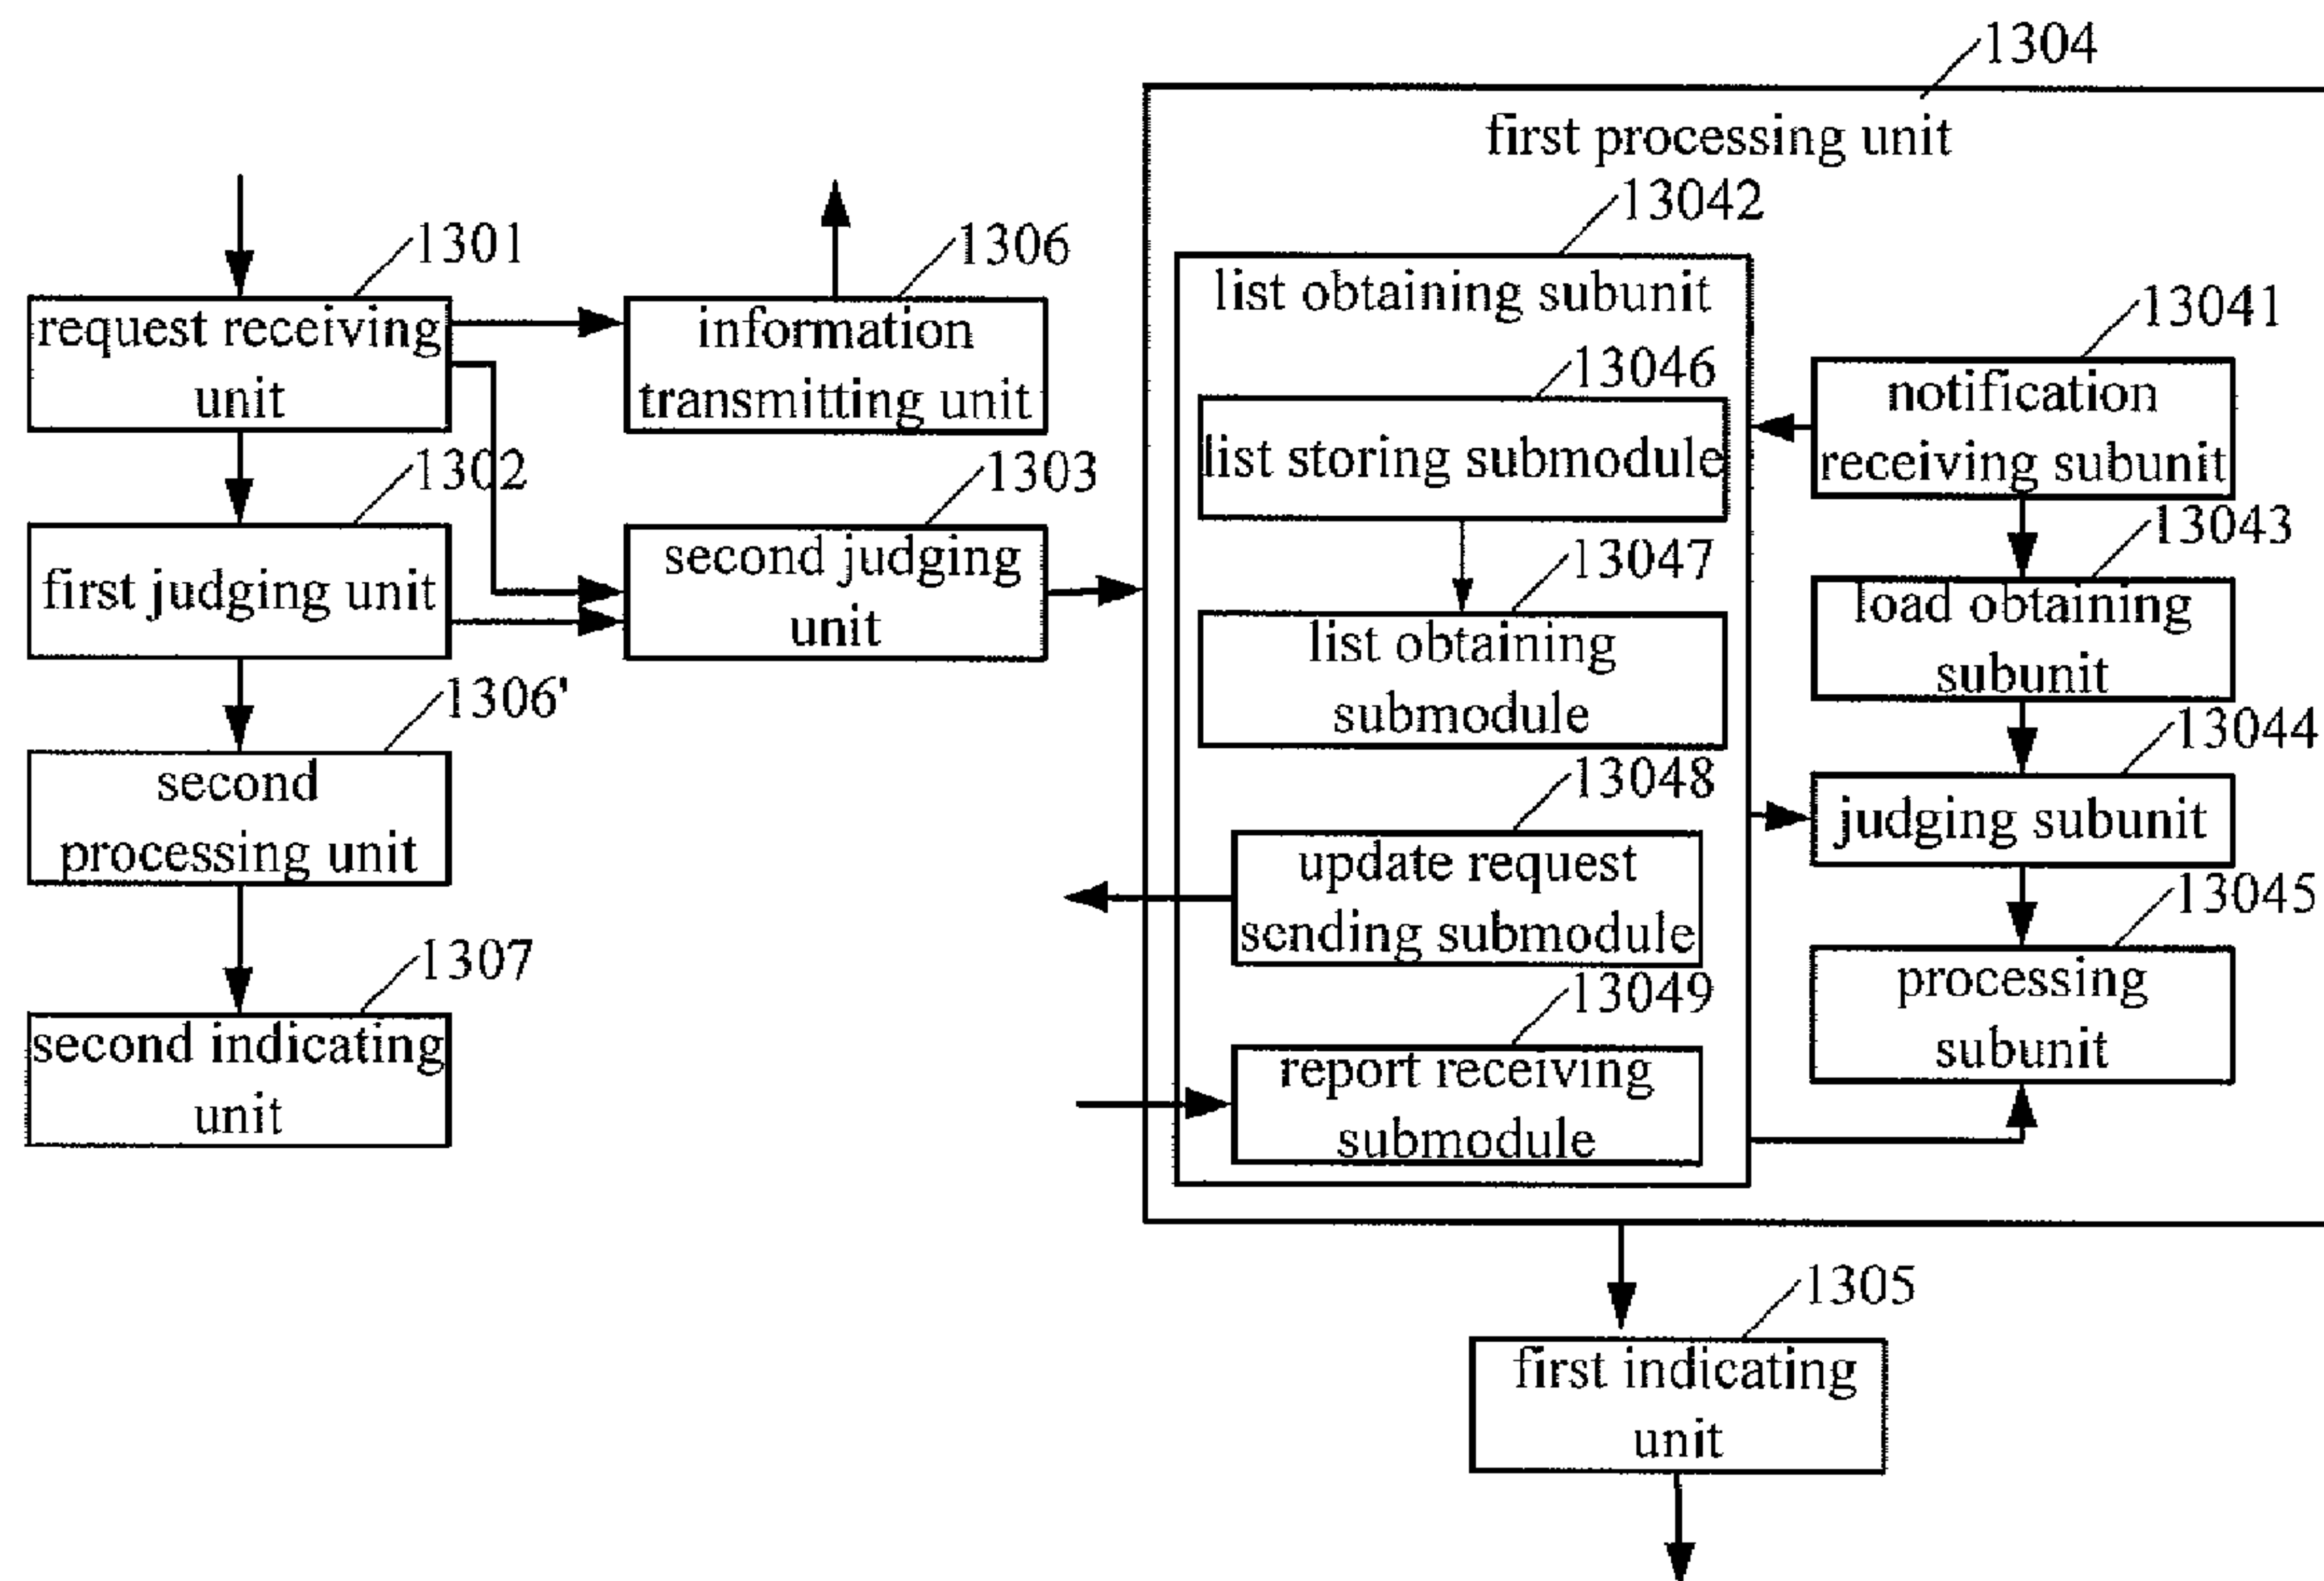 1304
first processing unit
13042
1301
1306
list obtaining subunit
13041
request receiving
unit
information
transmitting unit
13046
list storing submodule
notification
receiving subunit
1302
1303
13047
13043
first judging unit
second judging
unit
list obtaining
submodule
load obtaining
subunit
1306'
13048
13044
second
processing unit
update request
sending submodule
judging subunit
13045
1307
13049
processing
subunit
second indicating
unit
report receiving
submodule
1305
first indicating
unit